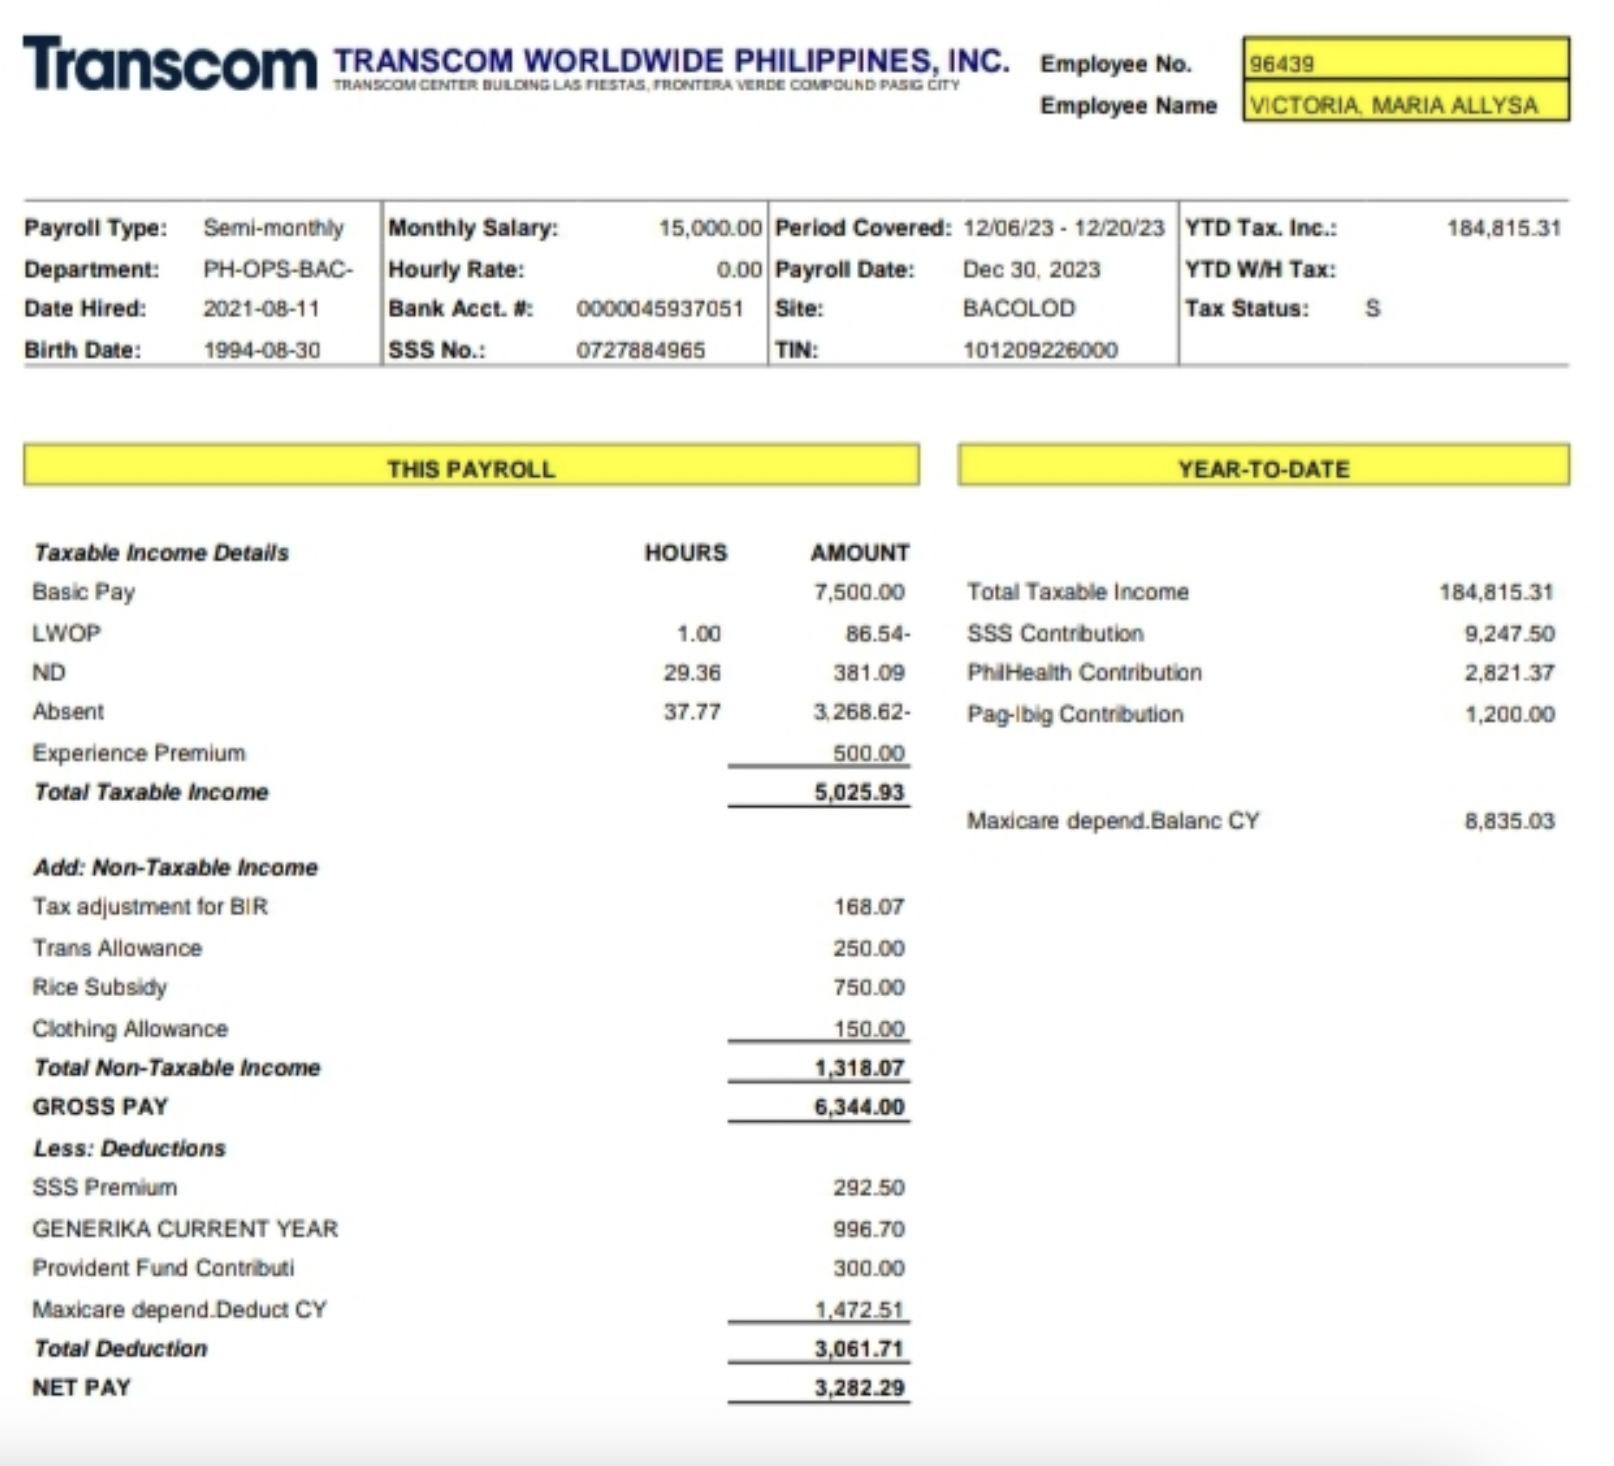 Transcom TRANSCOM WORLDWIDE PHILIPPINES, INC.
TRANSCOM CENTER BUILDING LAS FIESTAS, FRONTERA VERDE COMPOUND PASIG CITY
Employee No. 96439
Employee Name VICTORIA, MARIA ALLYSA
Payroll Type: Semi-monthly Monthly Salary: 15,000.00 Period Covered: 12/06/23 - 12/20/23 YTD Tax. Inc.: 184,815.31
Department: PH-OPS-BAC- Hourly Rate: 0.00 Payroll Date: Dec 30, 2023 YTD W/H Tax:
Date Hired: 2021-08-11 Bank Acct. #: 0000045937051 Site: BACOLOD Tax Status: S
Birth Date: 1994-08-30 SSS No.: 0727884965 TIN: 101209226000
THIS PAYROLL YEAR-TO-DATE
Taxable Income Details HOURS AMOUNT
Basic Pay 7,500.00 Total Taxable Income 184,815.31
LWOP 1.00 86.54- SSS Contribution 9,247.50
ND 29.36 381.09 PhilHealth Contribution 2,821.37
Absent 37.77 3,268.62- Pag-Ibig Contribution 1,200.00
Experience Premium 500.00
Total Taxable Income 5,025.93
Maxicare depend.Balanc CY 8,835.03
Add: Non-Taxable Income
Tax adjustment for BIR 168.07
Trans Allowance 250.00
Rice Subsidy 750.00
Clothing Allowance 150.00
Total Non-Taxable Income 1,318.07
GROSS PAY 6,344.00
Less: Deductions
SSS Premium 292.50
GENERIKA CURRENT YEAR 996.70
Provident Fund Contributi 300.00
Maxicare depend.Deduct CY 1,472.51
Total Deduction 3,061.71
NET PAY 3,282.29